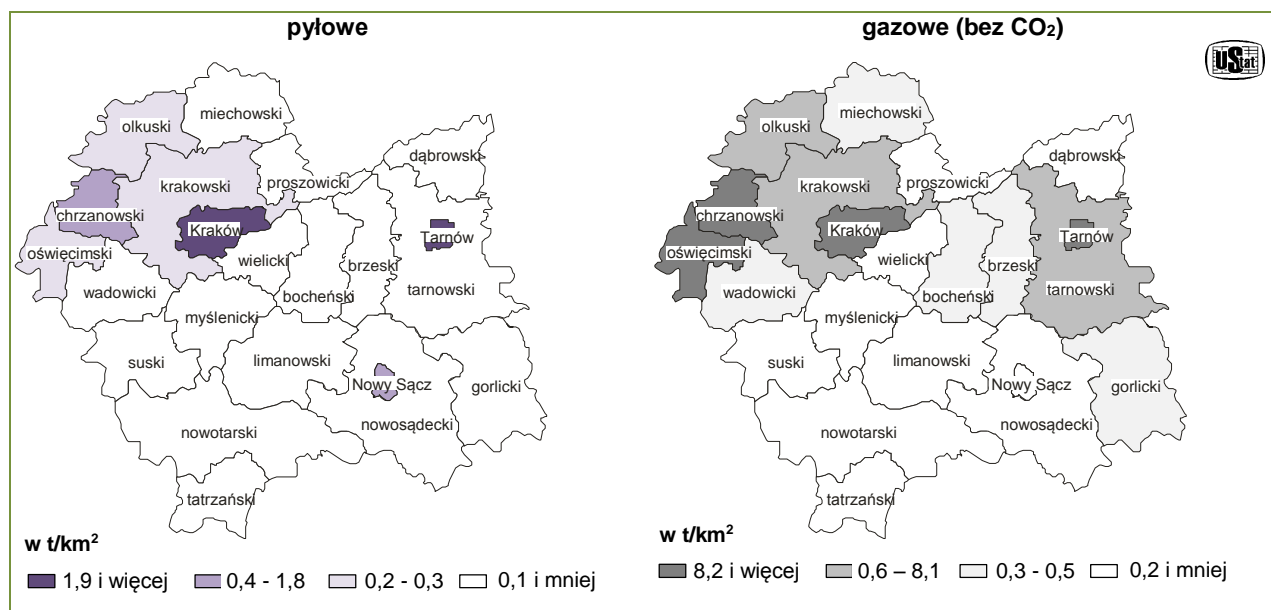 pyłowe
miechowski
olkuski
dąbrowski
krakowski
proszowicki
chrzanowski
Kraków
Tarnów
oświęcimski
wielicki
brzeski
wadowicki
bocheński
tarnowski
myślenicki
suski
limanowski
Nowy Sącz
gorlicki
nowotarski
nowosądecki
tatrzański
w t/km²
1,9 i więcej 0,4 - 1,8 0,2 - 0,3 0,1 i mniej
gazowe (bez CO₂)
UStat
miechowski
olkuski
dąbrowski
krakowski
proszowicki
chrzanowski
Kraków
Tarnów
oświęcimski
wielicki
brzeski
wadowicki
bocheński
tarnowski
myślenicki
suski
limanowski
Nowy Sącz
gorlicki
nowotarski
nowosądecki
tatrzański
w t/km²
8,2 i więcej 0,6 – 8,1 0,3 - 0,5 0,2 i mniej